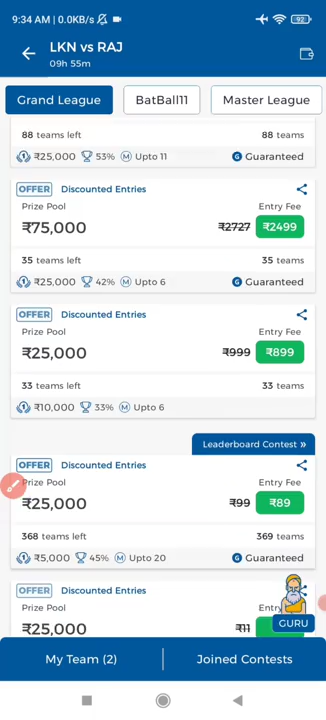 9:34 AM | 0.0KB/s
92
LKN vs RAJ
09h 55m
Grand League
BatBall11
Master League
88 teams left
88 teams
₹25,000
53%
M
Upto 11
G Guaranteed
OFFER
Discounted Entries
Prize Pool
Entry Fee
₹75,000
₹2727
₹2499
35 teams left
35 teams
₹25,000
42%
M
Upto 6
G Guaranteed
OFFER
Discounted Entries
Prize Pool
Entry Fee
₹25,000
₹999
₹899
33 teams left
33 teams
₹10,000
33%
M
Upto 6
Leaderboard Contest »
OFFER
Discounted Entries
Prize Pool
Entry Fee
₹25,000
₹99
₹89
368 teams left
369 teams
₹5,000
45%
M
Upto 20
G Guaranteed
OFFER
Discounted Entries
Prize Pool
Entry
₹25,000
₹11
GURU
My Team (2)
Joined Contests